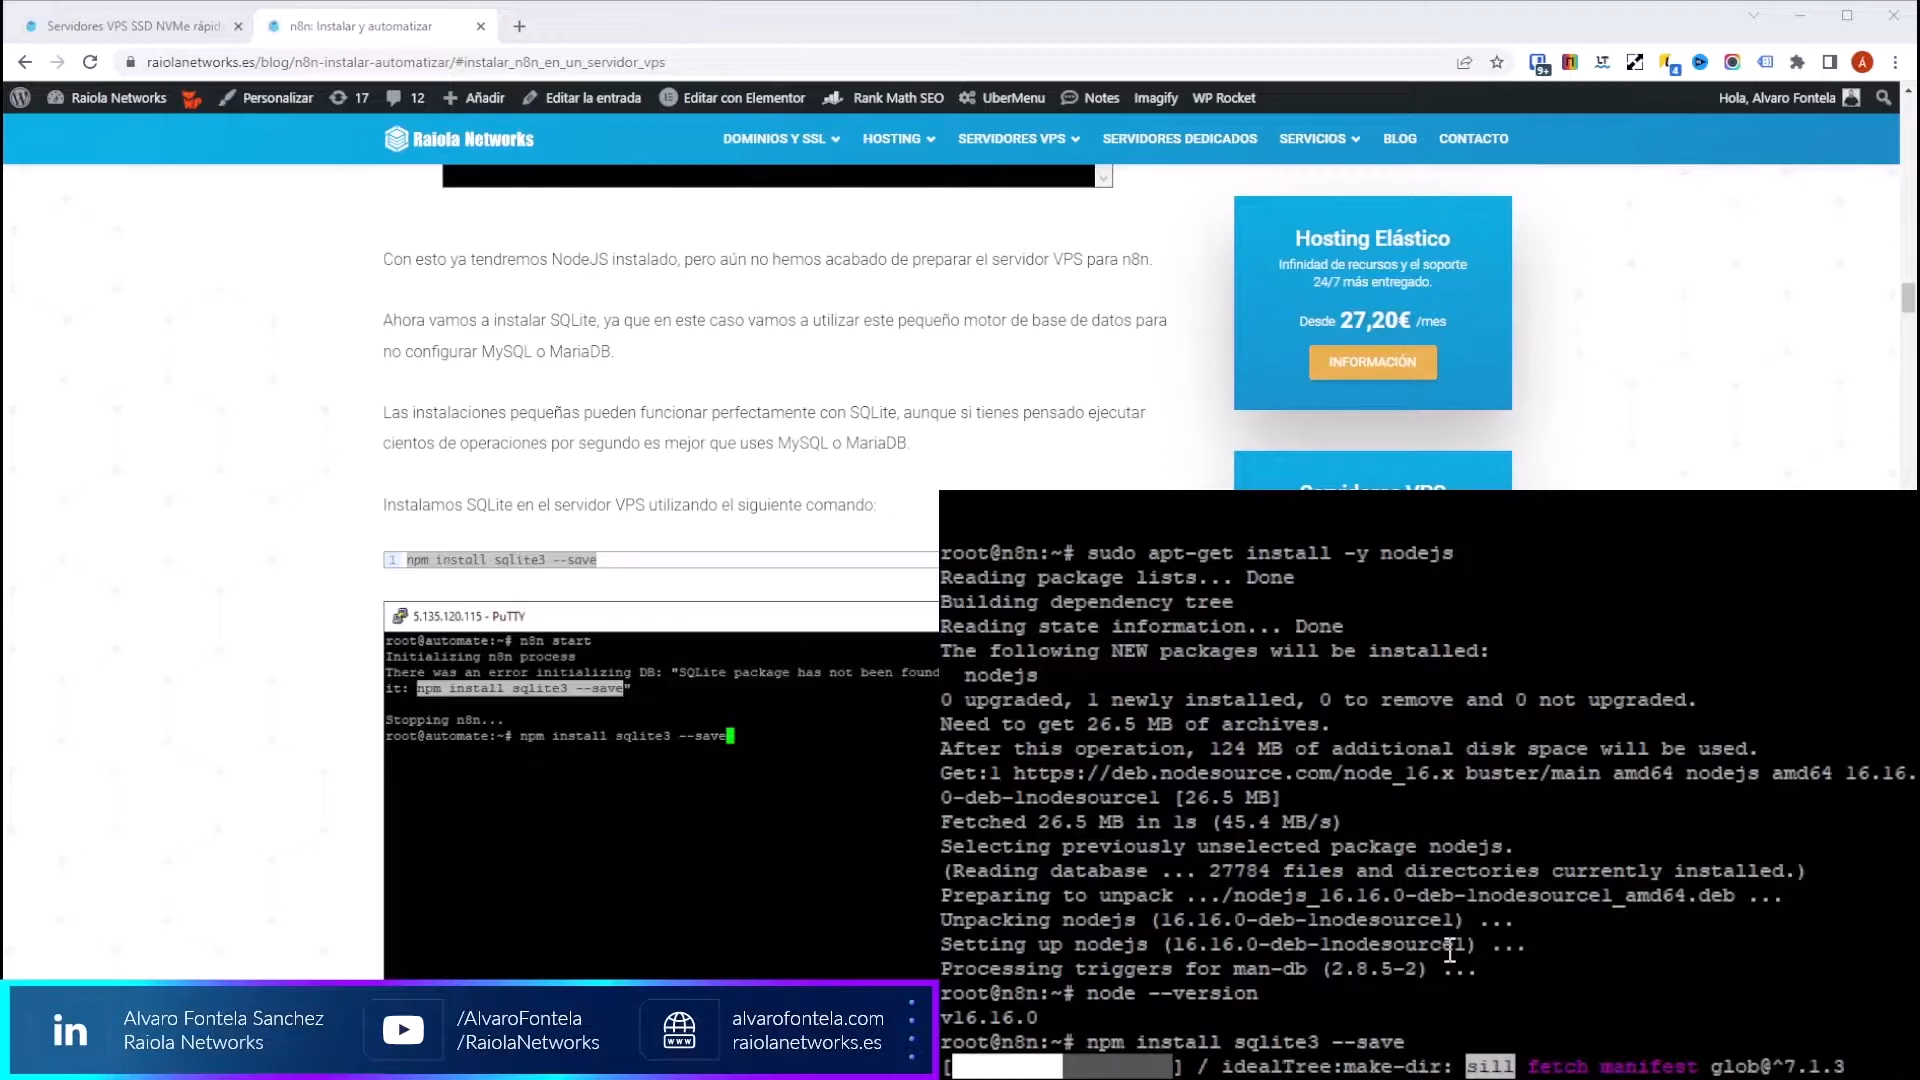 Servidores VPS SSD NVMe rápid
n8n: Instalar y automatizar
raiolanetworks.es/blog/n8n-instalar-automatizar/#instalar_n8n_en_un_servidor_vps
9+
LT
4
A
Raiola Networks
Personalizar
17
12
Añadir
Editar la entrada
Editar con Elementor
Rank Math SEO
UberMenu
Notes
Imagify
WP Rocket
Hola, Alvaro Fontela
Raiola Networks
DOMINIOS Y SSL
HOSTING
SERVIDORES VPS
SERVIDORES DEDICADOS
SERVICIOS
BLOG
CONTACTO
Con esto ya tendremos NodeJS instalado, pero aún no hemos acabado de preparar el servidor VPS para n8n.
Ahora vamos a instalar SQLite, ya que en este caso vamos a utilizar este pequeño motor de base de datos para
no configurar MySQL o MariaDB.
Las instalaciones pequeñas pueden funcionar perfectamente con SQLite, aunque si tienes pensado ejecutar
cientos de operaciones por segundo es mejor que uses MySQL o MariaDB.
Instalamos SQLite en el servidor VPS utilizando el siguiente comando:
1 npm install sqlite3 --save
5.135.120.115 - PuTTY
root@automate:~# n8n start
Initializing n8n process
There was an error initializing DB: "SQLite package has not been found
it: npm install sqlite3 --save"
Stopping n8n...
root@automate:~# npm install sqlite3 --save
Hosting Elástico
Infinidad de recursos y el soporte
24/7 más entregado.
Desde 27,20€ /mes
INFORMACIÓN
root@n8n:~# sudo apt-get install -y nodejs
Reading package lists... Done
Building dependency tree
Reading state information... Done
The following NEW packages will be installed:
nodejs
0 upgraded, 1 newly installed, 0 to remove and 0 not upgraded.
Need to get 26.5 MB of archives.
After this operation, 124 MB of additional disk space will be used.
Get:1 https://deb.nodesource.com/node_16.x buster/main amd64 nodejs amd64 16.16.
0-deb-1nodesource1 [26.5 MB]
Fetched 26.5 MB in 1s (45.4 MB/s)
Selecting previously unselected package nodejs.
(Reading database ... 27784 files and directories currently installed.)
Preparing to unpack .../nodejs_16.16.0-deb-1nodesource1_amd64.deb ...
Unpacking nodejs (16.16.0-deb-1nodesource1) ...
Setting up nodejs (16.16.0-deb-1nodesource1) ...
Processing triggers for man-db (2.8.5-2) ...
root@n8n:~# node --version
v16.16.0
root@n8n:~# npm install sqlite3 --save
[ ] / idealTree:make-dir: sill fetch manifest glob@^7.1.3
in
Alvaro Fontela Sanchez
Raiola Networks
/AlvaroFontela
/RaiolaNetworks
WWW
alvarofontela.com
raiolanetworks.es